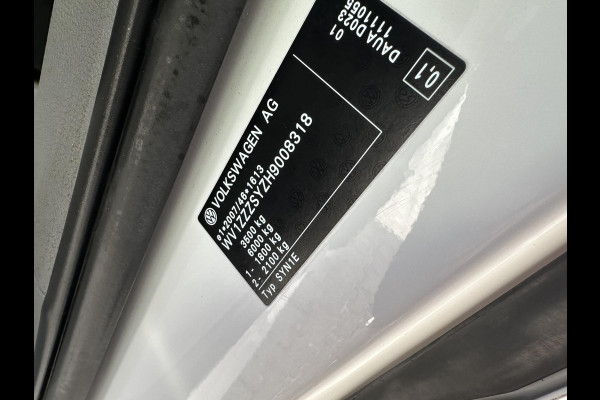 VOLKSWAGEN AG
e1*2007/46*1613
WV1ZZZSYZH9008318
3500 kg
6000 kg
1- 1800 kg
2- 2100 kg
Typ SYN1E
01
DAUA D023
1111055
0,1